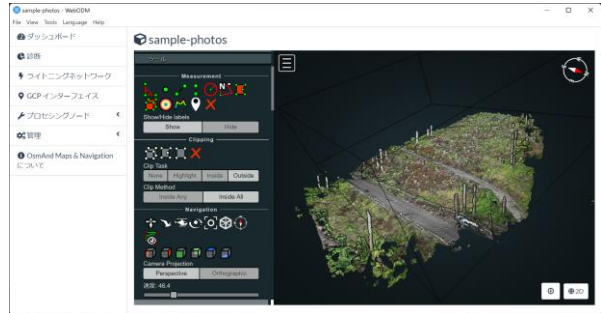 sample-photos - WebODM
File View Tools Language Help
ダッシュボード
診断
ライトニングネットワーク
GCP インターフェイス
プロセシングノード
管理
OsmAnd Maps & Navigation
について
sample-photos
ツール
Measurement
Show/Hide labels
Show Hide
Clipping
Clip Task
None Highlight Inside Outside
Clip Method
Inside Any Inside All
Navigation
Camera Projection
Perspective Orthographic
速度: 46.4
N
2D